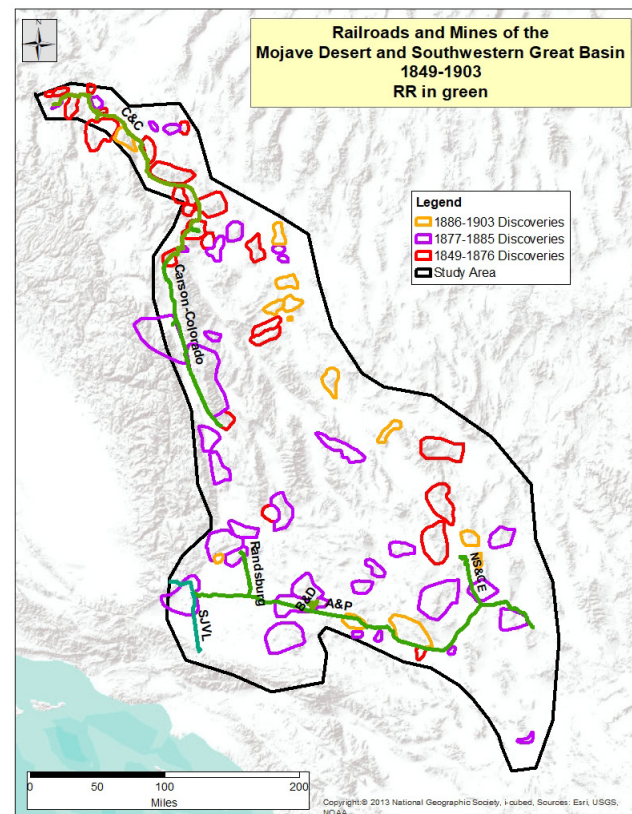 Railroads and Mines of the
Mojave Desert and Southwestern Great Basin
1849-1903
RR in green
N
C&C
Legend
1886-1903 Discoveries
1877-1885 Discoveries
1849-1876 Discoveries
Study Area
Carson-Colorado
Randsburg
NS&CE
B&D
A&P
SJVL
0 50 100 200
Miles
Copyright:© 2013 National Geographic Society, i-cubed, Sources: Esri, USGS,
NOAA